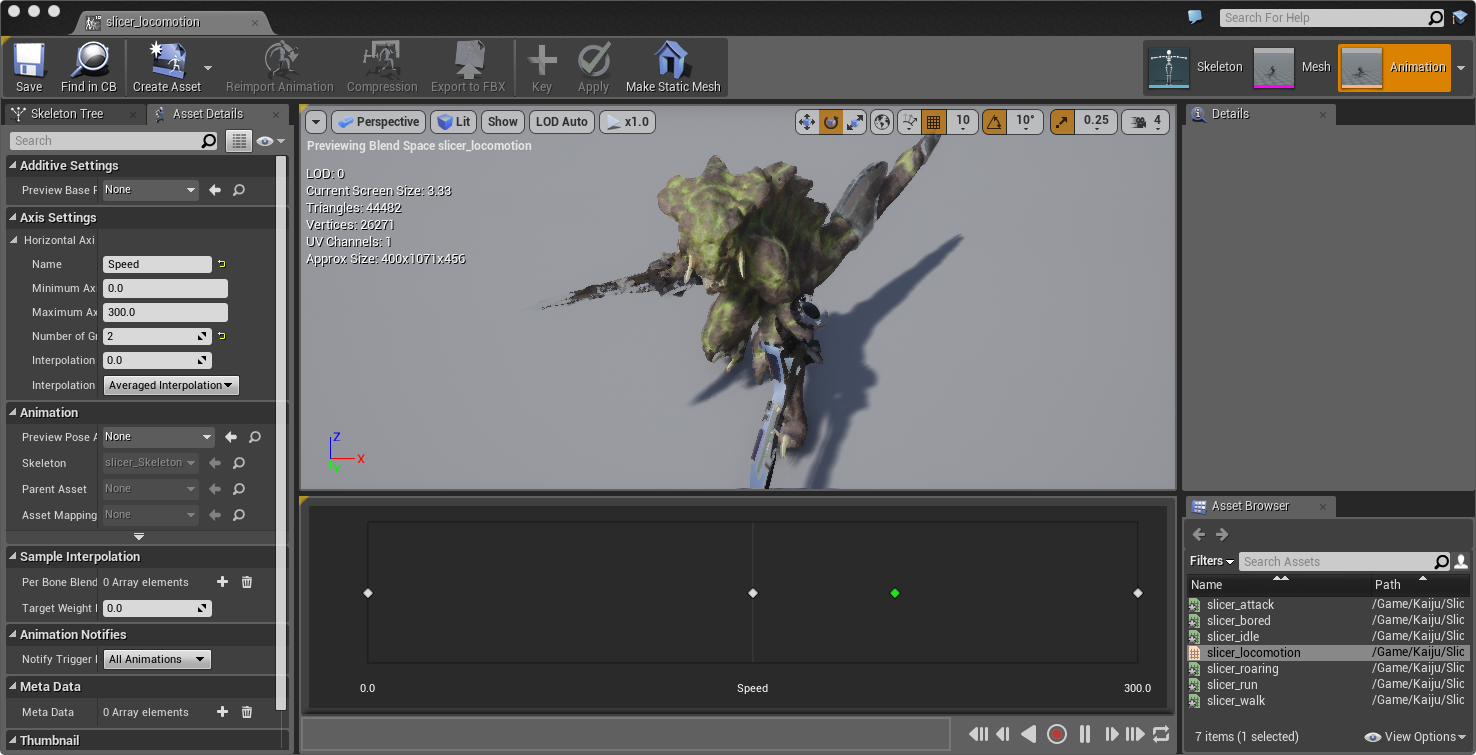 slicer_locomotion
Search For Help
Save
Find in CB
Create Asset
Reimport Animation
Compression
Export to FBX
Key
Apply
Make Static Mesh
Skeleton
Mesh
Animation
Skeleton Tree
Asset Details
Search
Additive Settings
Preview Base P
None
Axis Settings
Horizontal Axi
Name
Speed
Minimum Ax
0.0
Maximum Ax
300.0
Number of Gr
2
Interpolation
0.0
Interpolation
Averaged Interpolation
Animation
Preview Pose A
None
Skeleton
slicer_Skeleton
Parent Asset
None
Asset Mapping
None
Sample Interpolation
Per Bone Blend
0 Array elements
Target Weight I
0.0
Animation Notifies
Notify Trigger I
All Animations
Meta Data
Meta Data
0 Array elements
Thumbnail
Perspective
Lit
Show
LOD Auto
x1.0
10
10°
0.25
4
Previewing Blend Space slicer_locomotion
LOD: 0
Current Screen Size: 3.33
Triangles: 44482
Vertices: 26271
UV Channels: 1
Approx Size: 400x1071x456
Z
X
Y
0.0
Speed
300.0
Details
Asset Browser
Filters
Search Assets
Name
Path
slicer_attack
/Game/Kaiju/Slic
slicer_bored
/Game/Kaiju/Slic
slicer_idle
/Game/Kaiju/Slic
slicer_locomotion
/Game/Kaiju/Slic
slicer_roaring
/Game/Kaiju/Slic
slicer_run
/Game/Kaiju/Slic
slicer_walk
/Game/Kaiju/Slic
7 items (1 selected)
View Options